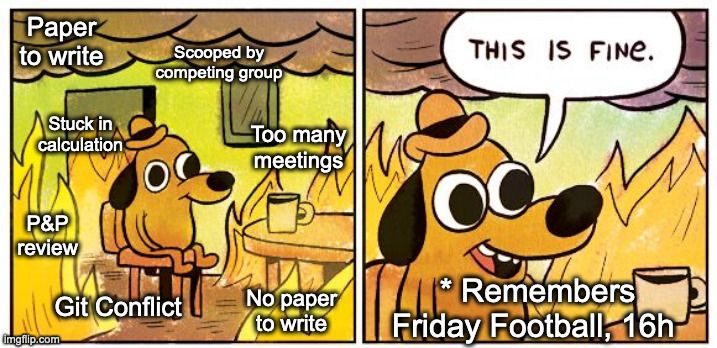 Paper
to write
Scooped by
competing group
Stuck in
calculation
Too many
meetings
P&P
review
Git Conflict
No paper
to write
THIS IS FINE.
* Remembers
Friday Football, 16h
imgflip.com